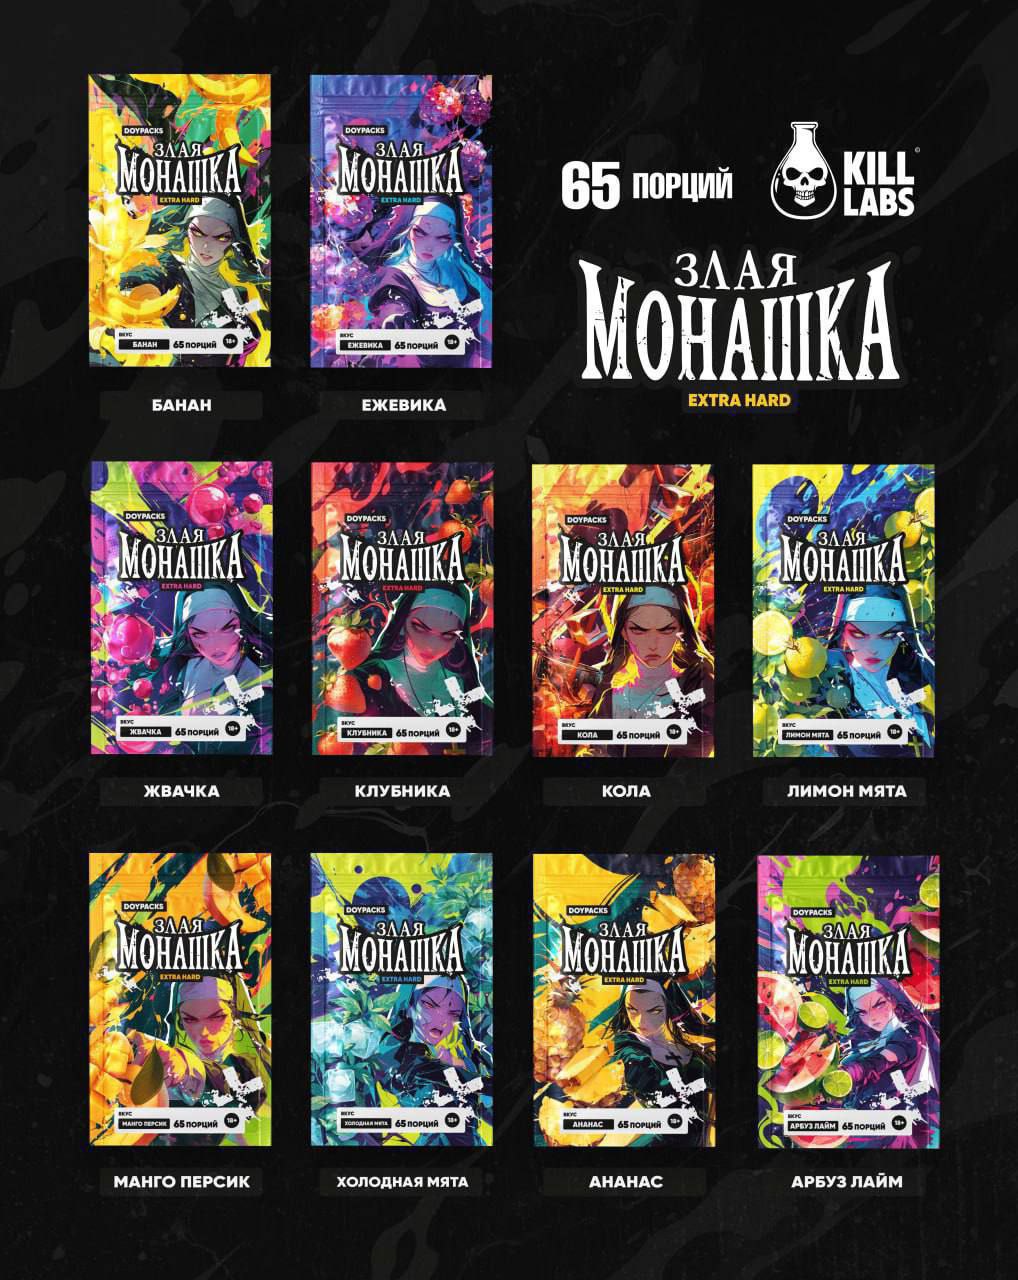 DOYPACKS
ЗЛАЯ
МОНАШКА
EXTRA HARD
ВКУС
БАНАН 65 ПОРЦИЙ 18+
БАНАН
DOYPACKS
ЗЛАЯ
МОНАШКА
EXTRA HARD
ВКУС
ЕЖЕВИКА 65 ПОРЦИЙ 18+
ЕЖЕВИКА
65 ПОРЦИЙ
KILL
LABS
©
ЗЛАЯ
МОНАШКА
EXTRA HARD
DOYPACKS
ЗЛАЯ
МОНАШКА
EXTRA HARD
ВКУС
ЖВАЧКА 65 ПОРЦИЙ 18+
ЖВАЧКА
DOYPACKS
ЗЛАЯ
МОНАШКА
EXTRA HARD
ВКУС
КЛУБНИКА 65 ПОРЦИЙ 18+
КЛУБНИКА
DOYPACKS
ЗЛАЯ
МОНАШКА
EXTRA HARD
ВКУС
КОЛА 65 ПОРЦИЙ 18+
КОЛА
DOYPACKS
ЗЛАЯ
МОНАШКА
EXTRA HARD
ВКУС
ЛИМОН МЯТА 65 ПОРЦИЙ 18+
ЛИМОН МЯТА
DOYPACKS
ЗЛАЯ
МОНАШКА
EXTRA HARD
ВКУС
МАНГО ПЕРСИК 65 ПОРЦИЙ 18+
МАНГО ПЕРСИК
DOYPACKS
ЗЛАЯ
МОНАШКА
EXTRA HARD
ВКУС
ХОЛОДНАЯ МЯТА 65 ПОРЦИЙ 18+
ХОЛОДНАЯ МЯТА
DOYPACKS
ЗЛАЯ
МОНАШКА
EXTRA HARD
ВКУС
АНАНАС 65 ПОРЦИЙ 18+
АНАНАС
DOYPACKS
ЗЛАЯ
МОНАШКА
EXTRA HARD
ВКУС
АРБУЗ ЛАЙМ 65 ПОРЦИЙ 18+
АРБУЗ ЛАЙМ